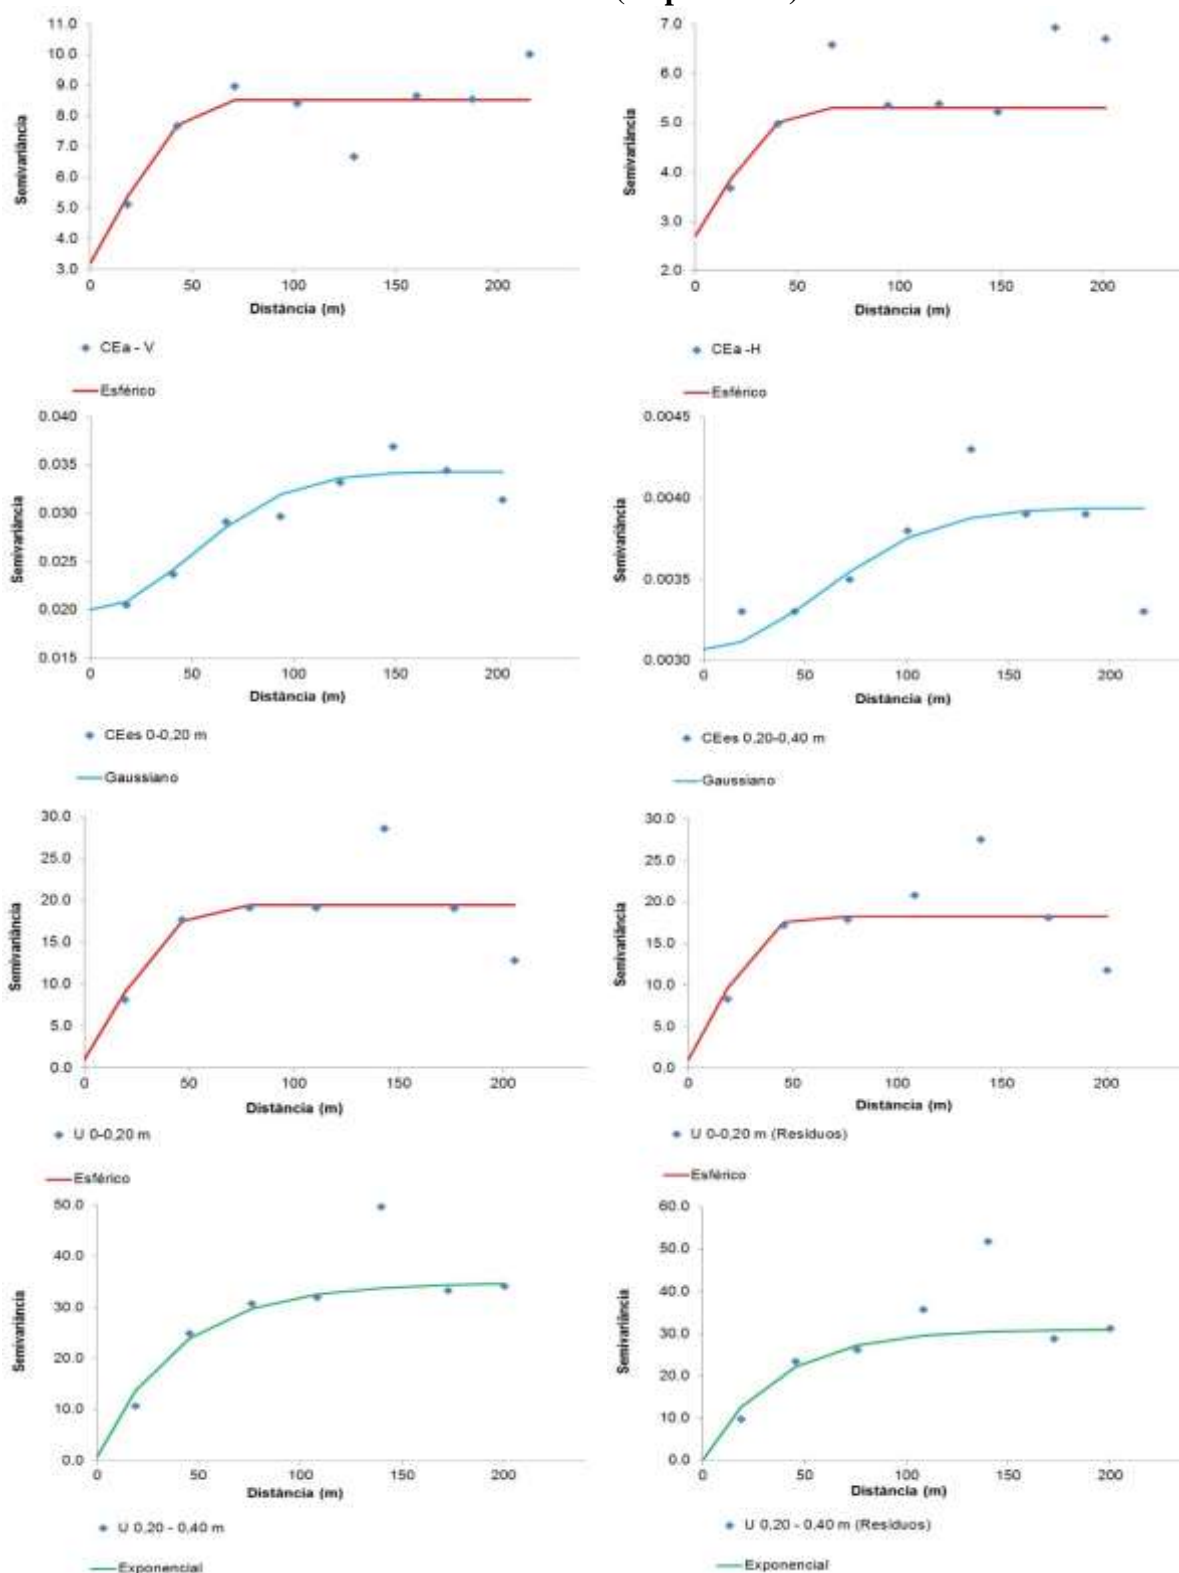 11.0
10.0
9.0
8.0
7.0
6.0
5.0
4.0
3.0
Semivariância
0 50 100 150 200
Distância (m)
CEa - V
Esférico
7.0
6.0
5.0
4.0
3.0
2.0
Semivariância
0 50 100 150 200
Distância (m)
CEa -H
Esférico
0.040
0.035
0.030
0.025
0.020
0.015
Semivariância
0 50 100 150 200
Distância (m)
CEes 0-0,20 m
Gaussiano
0.0045
0.0040
0.0035
0.0030
Semivariância
0 50 100 150 200
Distância (m)
CEes 0,20-0,40 m
Gaussiano
30.0
25.0
20.0
15.0
10.0
5.0
0.0
Semivariância
0 50 100 150 200
Distância (m)
U 0-0,20 m
Esférico
30.0
25.0
20.0
15.0
10.0
5.0
0.0
Semivariância
0 50 100 150 200
Distância (m)
U 0-0,20 m (Resíduos)
Esférico
50.0
40.0
30.0
20.0
10.0
0.0
Semivariância
0 50 100 150 200
Distância (m)
U 0,20 - 0,40 m
Exponencial
60.0
50.0
40.0
30.0
20.0
10.0
0.0
Semivariância
0 50 100 150 200
Distância (m)
U 0,20 - 0,40 m (Resíduos)
Exponencial